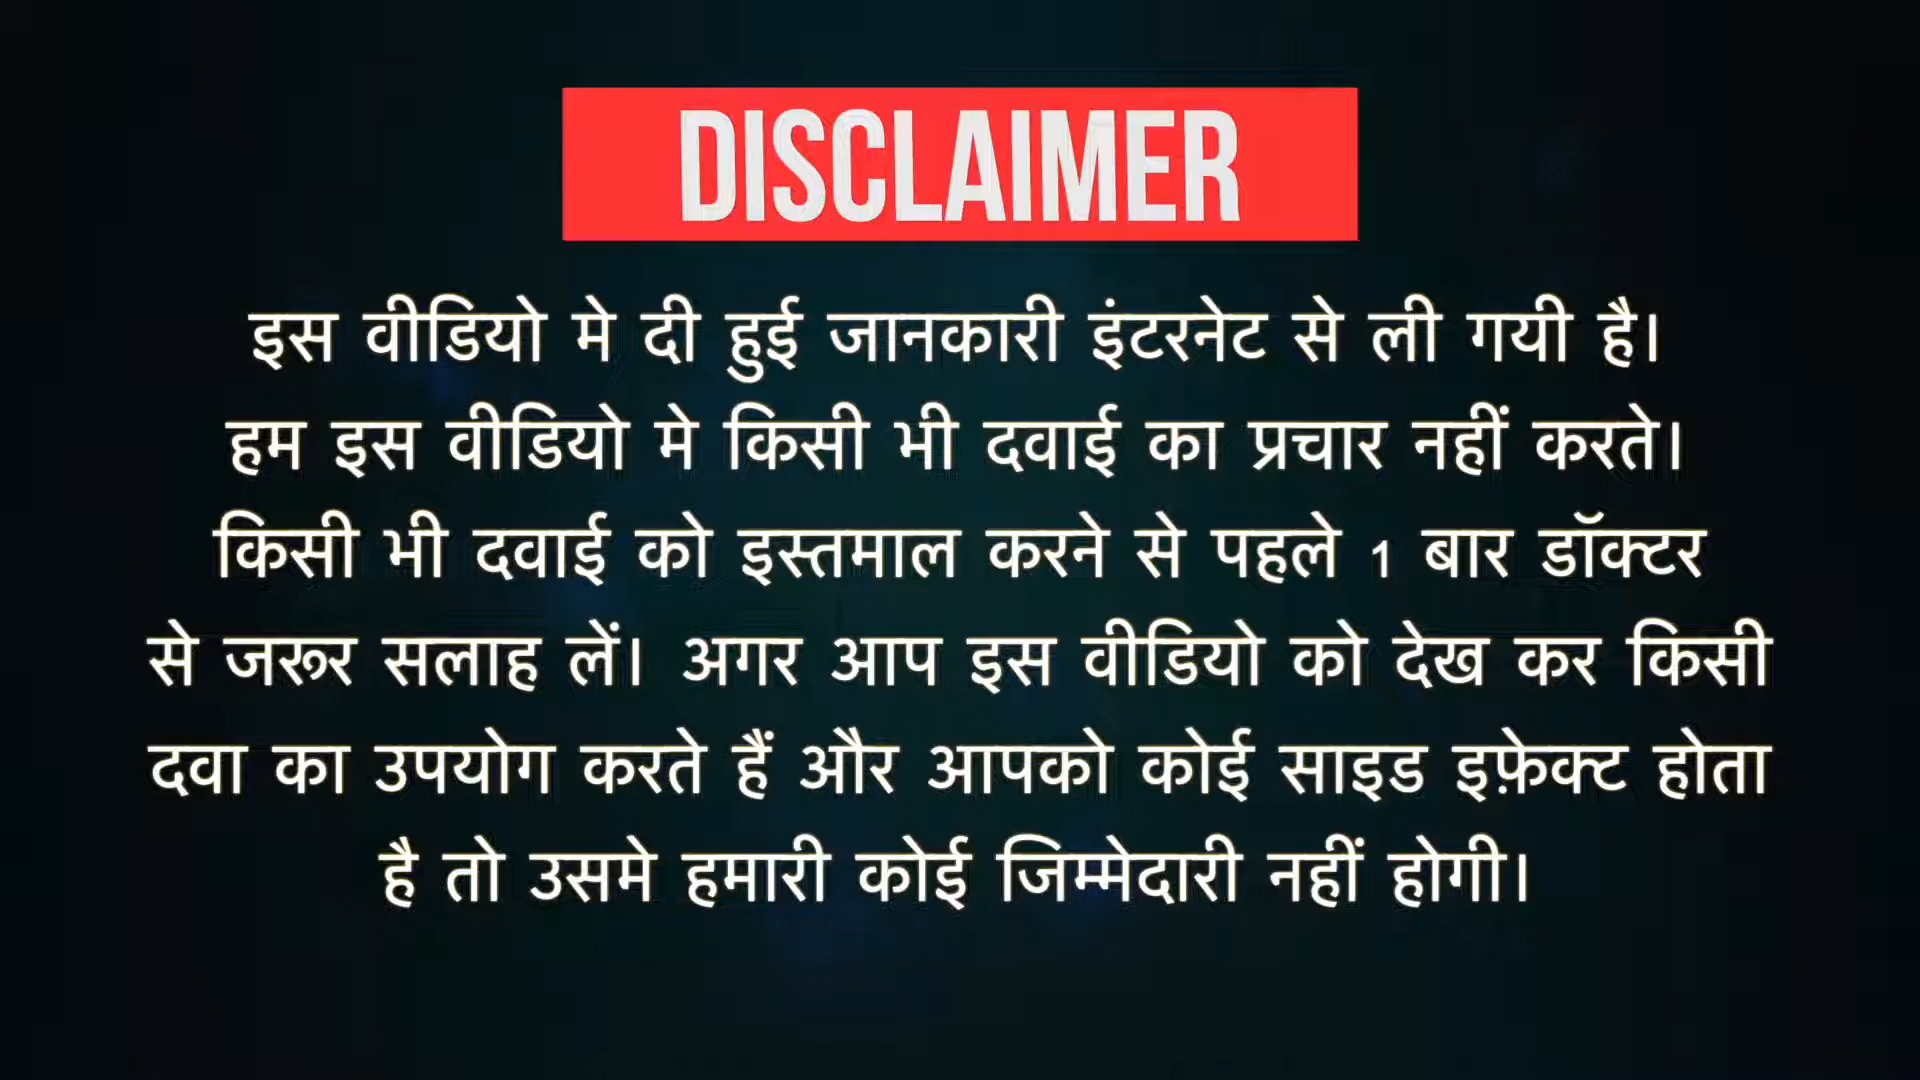 DISCLAIMER
इस वीडियो मे दी हुई जानकारी इंटरनेट से ली गयी है।
हम इस वीडियो मे किसी भी दवाई का प्रचार नहीं करते।
किसी भी दवाई को इस्तमाल करने से पहले 1 बार डॉक्टर
से जरूर सलाह लें। अगर आप इस वीडियो को देख कर किसी
दवा का उपयोग करते हैं और आपको कोई साइड इफ़ेक्ट होता
है तो उसमे हमारी कोई जिम्मेदारी नहीं होगी।